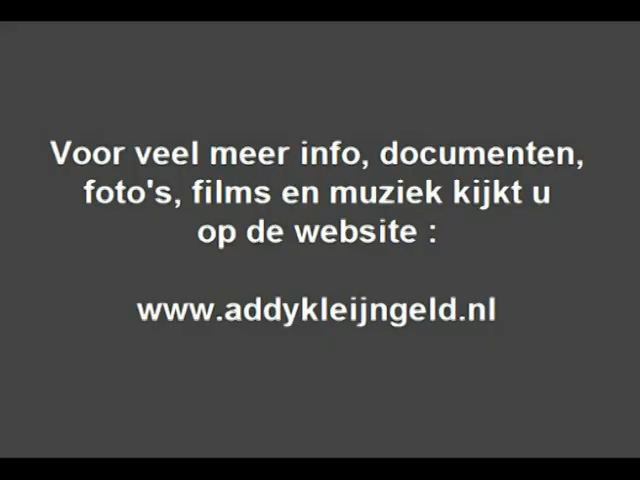 Voor veel meer info, documenten,
foto's, films en muziek kijkt u
op de website :
www.addykleijngeld.nl